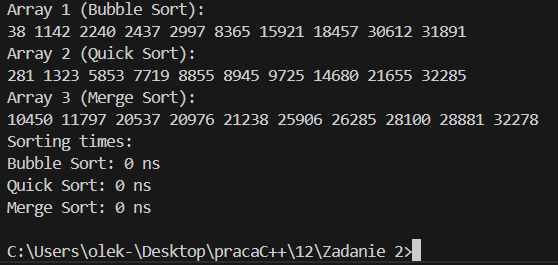 Array 1 (Bubble Sort):
38 1142 2240 2437 2997 8365 15921 18457 30612 31891
Array 2 (Quick Sort):
281 1323 5853 7719 8855 8945 9725 14680 21655 32285
Array 3 (Merge Sort):
10450 11797 20537 20976 21238 25906 26285 28100 28881 32278
Sorting times:
Bubble Sort: 0 ns
Quick Sort: 0 ns
Merge Sort: 0 ns
C:\Users\olek-\Desktop\pracaC++\12\Zadanie 2>